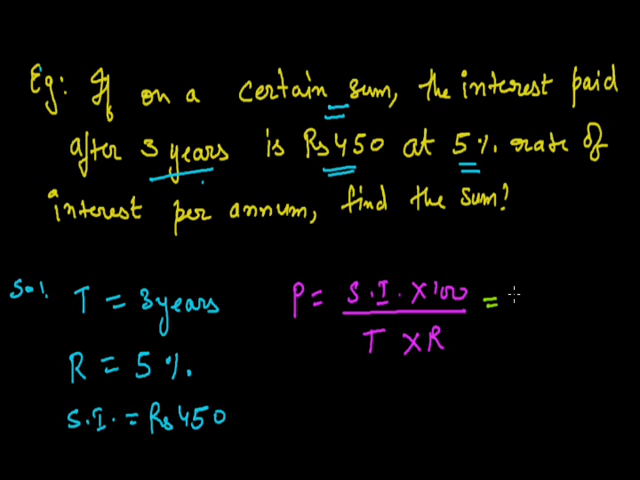 Eg: If on a certain sum, the interest paid
after 3 years is Rs 450 at 5 %. rate of
interest per annum, find the sum?
Sol. T = 3 years P = S.I. X 100 =
T X R
R = 5 %.
S.I. = Rs 450